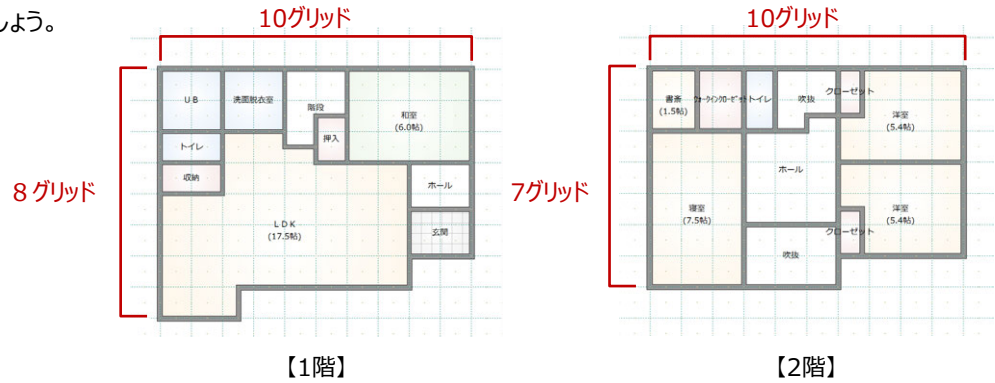 しょう。
10グリッド
8 グリッド
UB
洗面脱衣室
階段
和室
(6.0帖)
押入
トイレ
収納
ホール
LDK
(17.5帖)
玄関
【1階】
10グリッド
7グリッド
書斎
(1.5帖)
ウォークインクローゼット
トイレ
吹抜
クローゼット
洋室
(5.4帖)
ホール
寝室
(7.5帖)
洋室
(5.4帖)
クローゼット
吹抜
【2階】